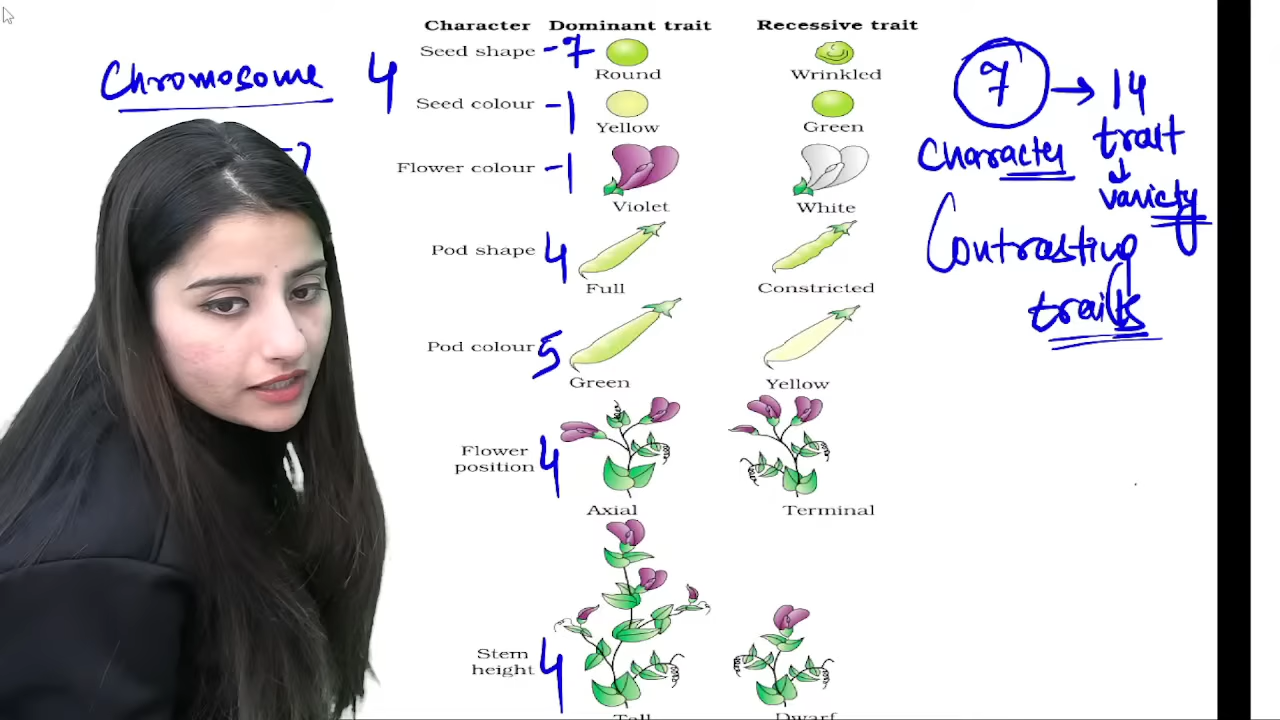 Character Dominant trait Recessive trait
Seed shape -7
Round Wrinkled
Chromosome 4
Seed colour -1
Yellow Green
Flower colour -1
Violet White
Pod shape 4
Full Constricted
Pod colour 5
Green Yellow
Flower
position 4
Axial Terminal
Stem
height 4
Tall Dwarf
7 → 14
Character trait
variety
Contrasting
traits